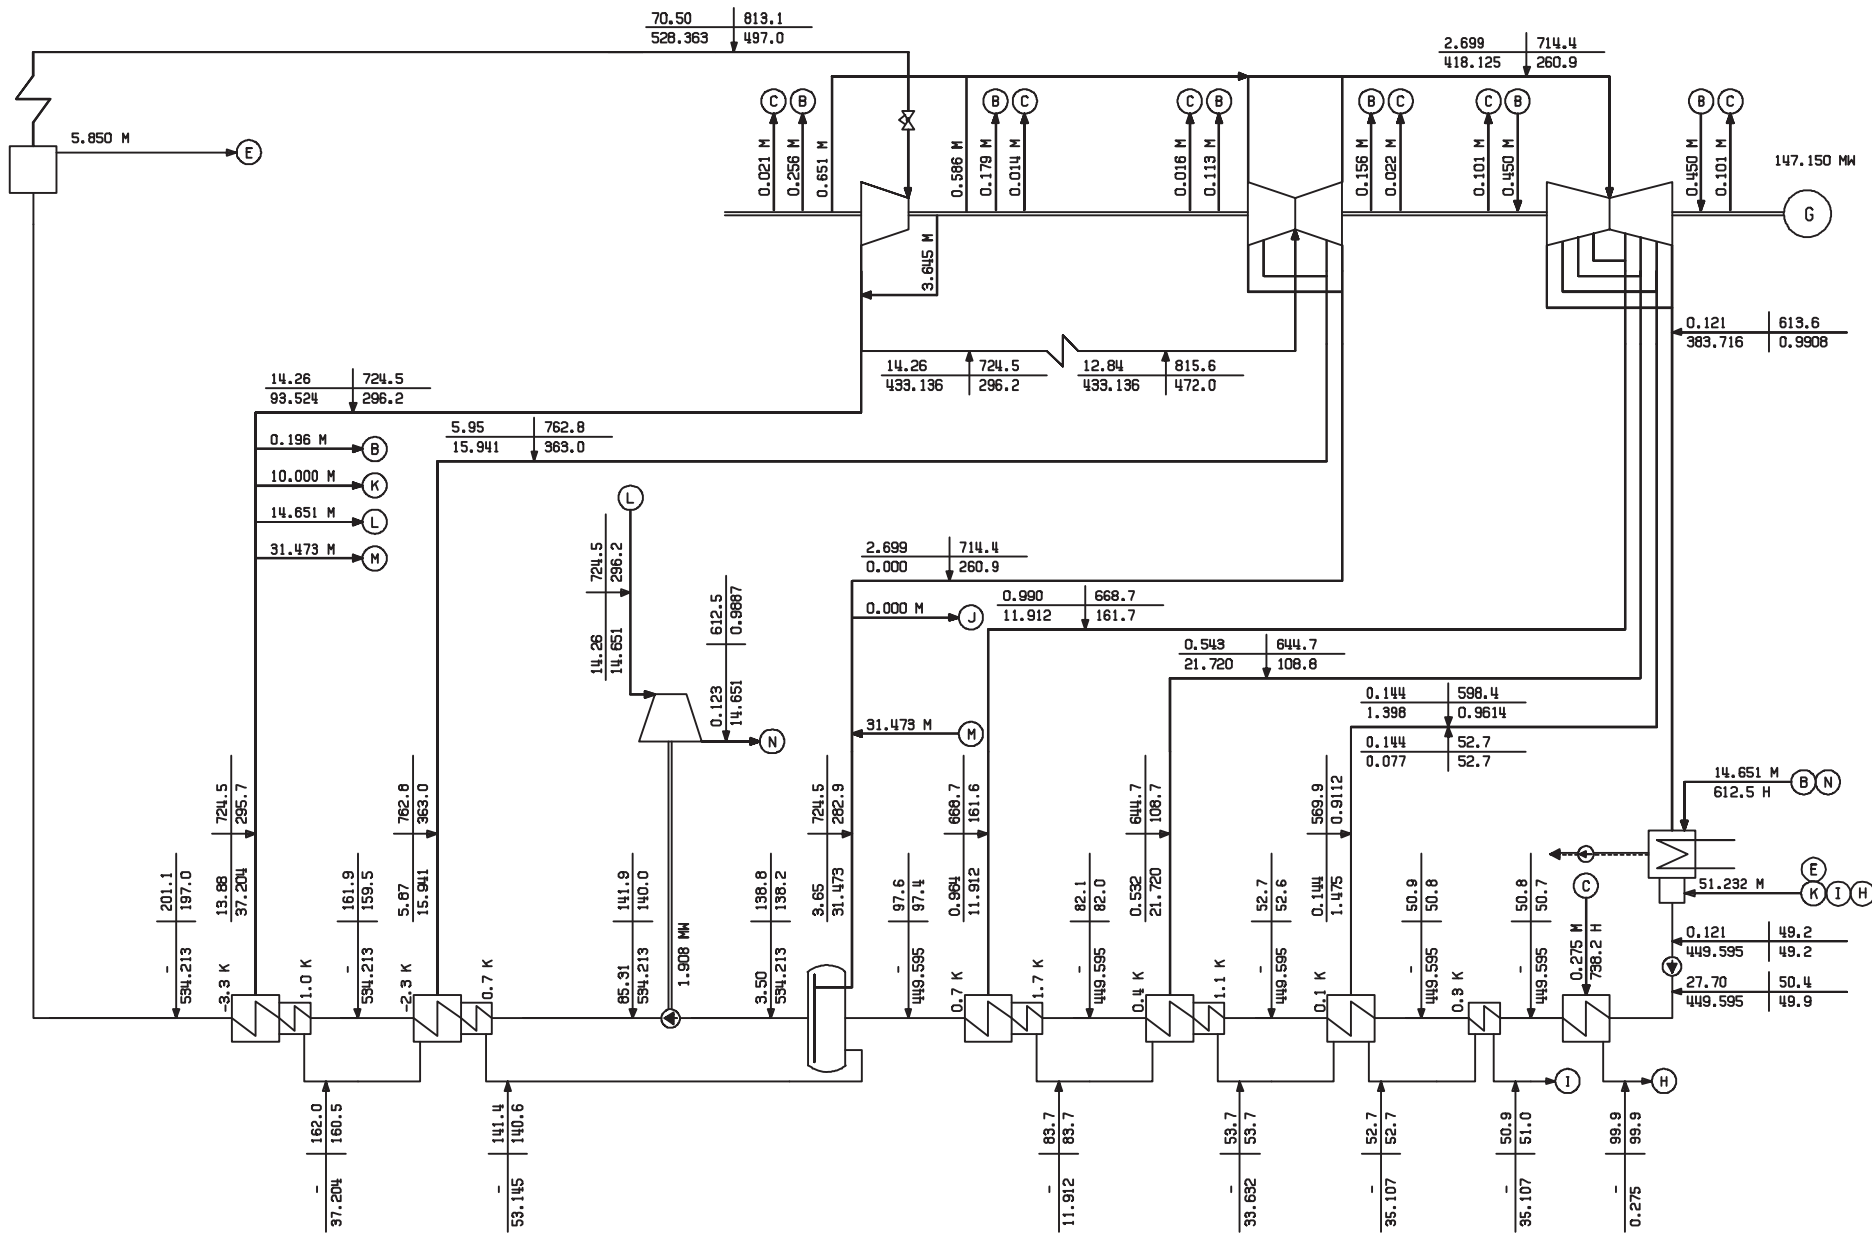 70.50 813.1
528.363 497.0
2.699 714.4
418.125 260.9
C B
B C
C B
B C
C B
B C
5.850 M
E
0.021 M
0.256 M
0.651 M
0.586 M
0.179 M
0.014 M
0.016 M
0.113 M
0.156 M
0.022 M
0.101 M
0.450 M
0.450 M
0.101 M
147.150 MW
G
3.645 M
0.121 613.6
383.716 0.9908
14.26 724.5
433.136 296.2
12.84 815.6
433.136 472.0
14.26 724.5
93.524 296.2
5.95 762.8
15.941 363.0
0.196 M
B
10.000 M
K
14.651 M
L
31.473 M
M
L
724.5
296.2
14.26
14.651
612.5
0.9887
0.123
14.651
N
2.699 714.4
0.000 260.9
0.000 M
J
0.990 668.7
11.912 161.7
0.543 644.7
21.720 108.8
0.144 598.4
1.398 0.9614
0.144 52.7
0.077 52.7
31.473 M
M
14.651 M
612.5 H
B N
724.5
295.7
13.88
37.204
762.8
363.0
5.87
15.941
724.5
282.9
3.65
31.473
668.7
161.6
0.964
11.912
644.7
108.7
0.532
21.720
569.9
0.9112
0.144
1.475
201.1
197.0
-
534.213
161.9
159.5
-
534.213
141.9
140.0
85.31
534.213
1.908 MW
138.8
138.2
3.50
534.213
97.6
97.4
-
449.595
82.1
82.0
-
449.595
52.7
52.6
-
449.595
50.9
50.8
-
449.595
50.8
50.7
-
449.595
C
0.275 M
738.2 H
E
51.232 M
K I H
0.121 49.2
449.595 49.2
27.70 50.4
449.595 49.9
-3.3 K
1.0 K
-2.3 K
0.7 K
0.7 K
1.7 K
0.4 K
1.1 K
0.1 K
0.3 K
I
H
162.0
160.5
-
37.204
141.4
140.6
-
53.145
83.7
83.7
-
11.912
53.7
53.7
-
33.632
52.7
52.7
-
35.107
50.9
51.0
-
35.107
99.9
99.9
-
0.275